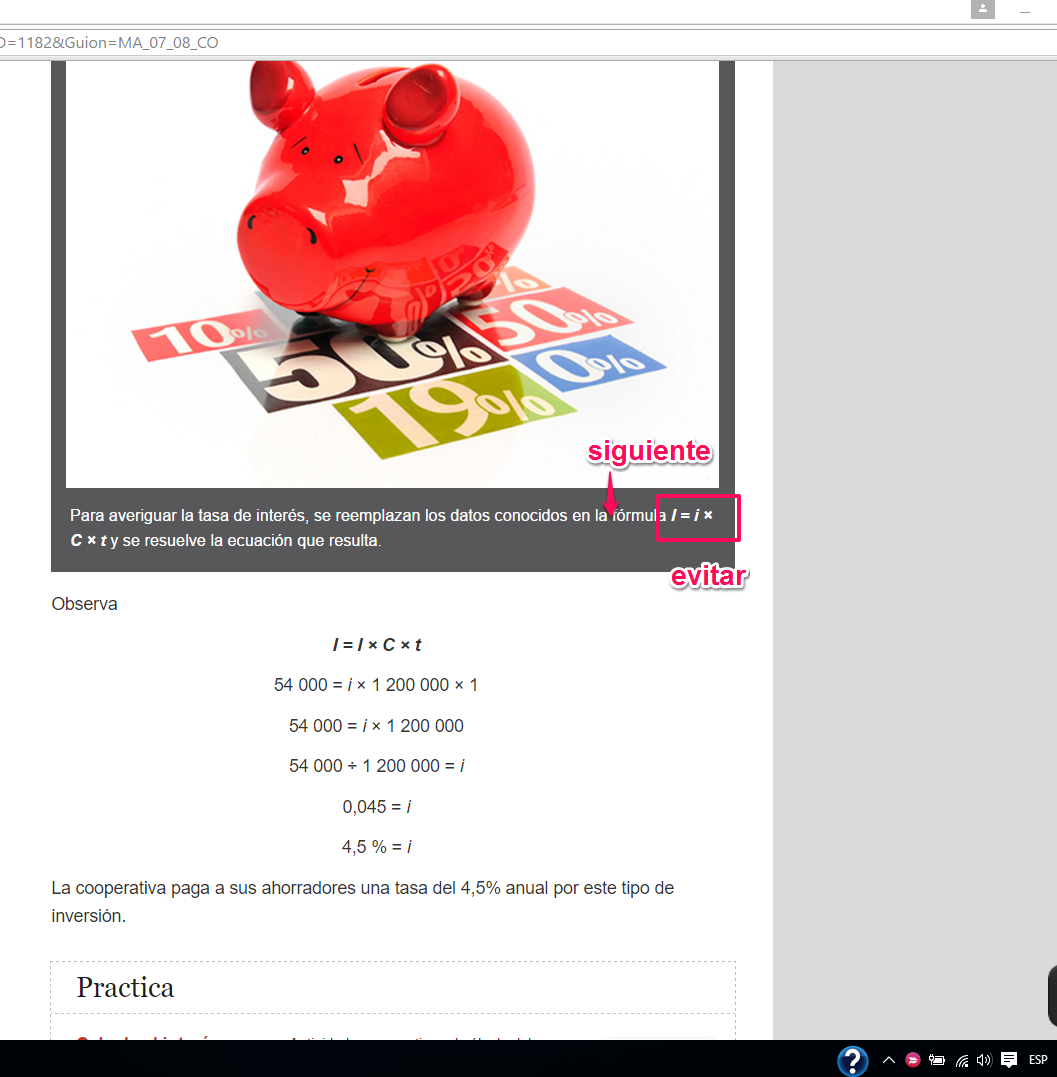 D=1182&Guion=MA_07_08_CO
10%
50%
50%
0%
19%
siguiente
Para averiguar la tasa de interés, se reemplazan los datos conocidos en la fórmula I = i ×
C × t y se resuelve la ecuación que resulta.
evitar
Observa
I = I × C × t
54 000 = i × 1 200 000 × 1
54 000 = i × 1 200 000
54 000 ÷ 1 200 000 = i
0,045 = i
4,5 % = i
La cooperativa paga a sus ahorradores una tasa del 4,5% anual por este tipo de
inversión.
Practica
ESP